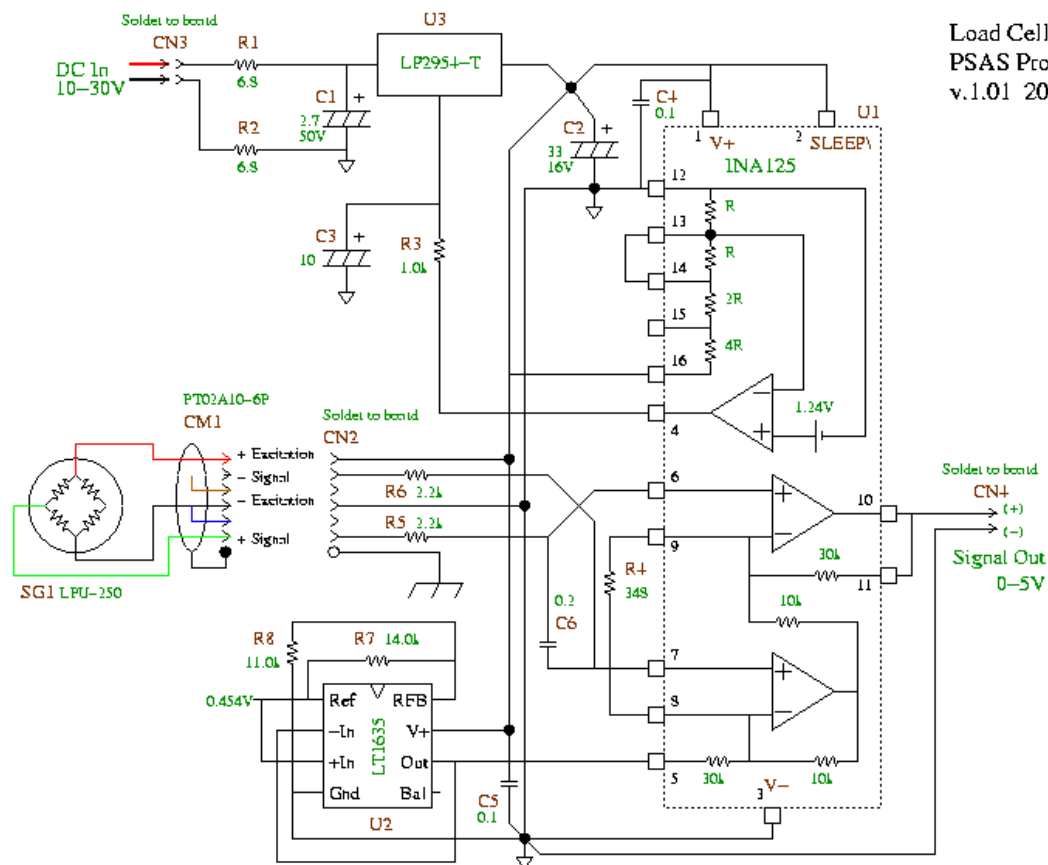 Load Cell
PSAS Pro
v.1.01 20
Solder to board
CN3
DC In
10–30V
R1
6.8
R2
6.8
C1
+
2.7
50V
U3
LP2954–T
C2
+
33
16V
C4
0.1
U1
1
V+
2
SLEEP\
INA125
12
R
13
R
14
2R
15
4R
16
4
1.24V
C3
+
10
R3
1.0k
PT02A10–6P
CM1
Solder to board
CN2
+ Excitation
– Signal
– Excitation
+ Signal
R6 2.2k
R5 2.2k
SG1 LPU–250
6
9
R4
348
10
30k
11
10k
Solder to board
CN4
(+)
(–)
Signal Out
0–5V
0.2
C6
7
8
5
30k
10k
3
V–
R8
11.0k
R7 14.0k
0.454V
Ref
RFB
–In
V+
+In
Out
Gnd
Bal
LT1635
U2
C5
0.1